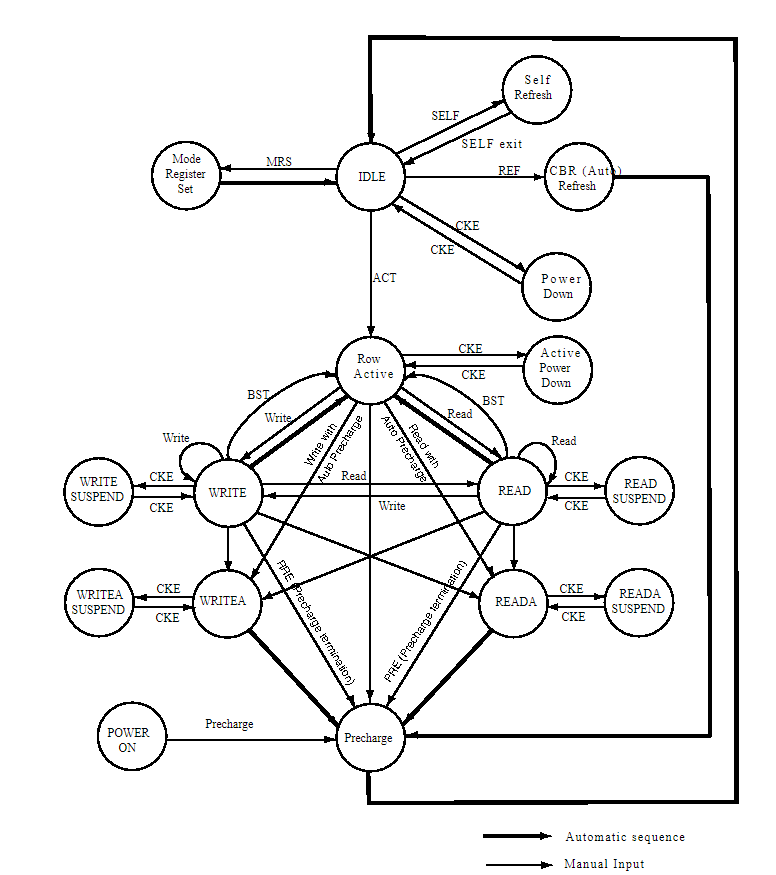 Self
Refresh
SELF
SELF exit
Mode
Register
Set
MRS
IDLE
REF
CBR (Auto)
Refresh
CKE
CKE
Power
Down
ACT
Row
Active
CKE
CKE
Active
Power
Down
BST
BST
Write
Read
Write with
Auto Precharge
Read with
Auto Precharge
Write
Read
WRITE
SUSPEND
CKE
CKE
WRITE
Read
Write
READ
CKE
CKE
READ
SUSPEND
WRITEA
SUSPEND
CKE
CKE
WRITEA
RRE (Precharge termination)
PRE (Precharge termination)
READA
CKE
CKE
READA
SUSPEND
POWER
ON
Precharge
Precharge
Automatic sequence
Manual Input